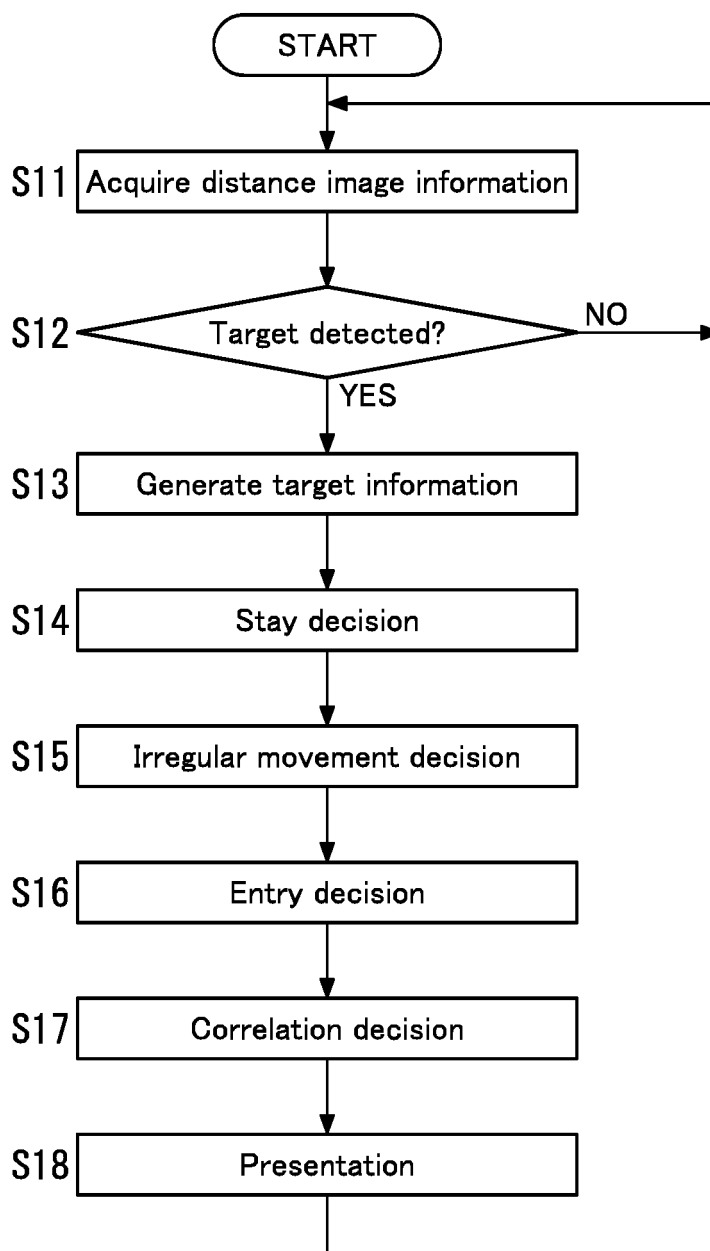 START
S11 Acquire distance image information
S12 Target detected? NO
YES
S13 Generate target information
S14 Stay decision
S15 Irregular movement decision
S16 Entry decision
S17 Correlation decision
S18 Presentation